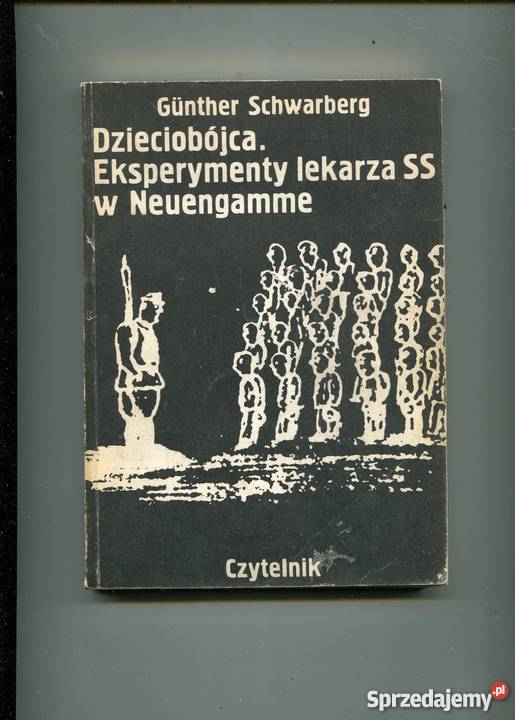 Günther Schwarberg
Dzieciobójca.
Eksperymenty lekarza SS
w Neuengamme
Czytelnik
Sprzedajemy.pl